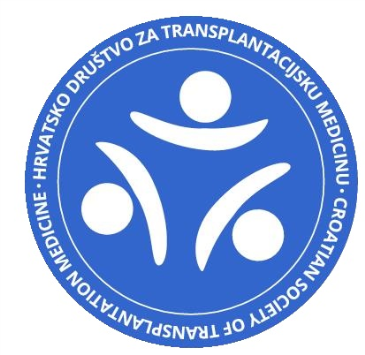 HRVATSKO DRUŠTVO ZA TRANSPLANTACIJSKU MEDICINU ·
CROATIAN SOCIETY OF TRANSPLANTATION MEDICINE ·